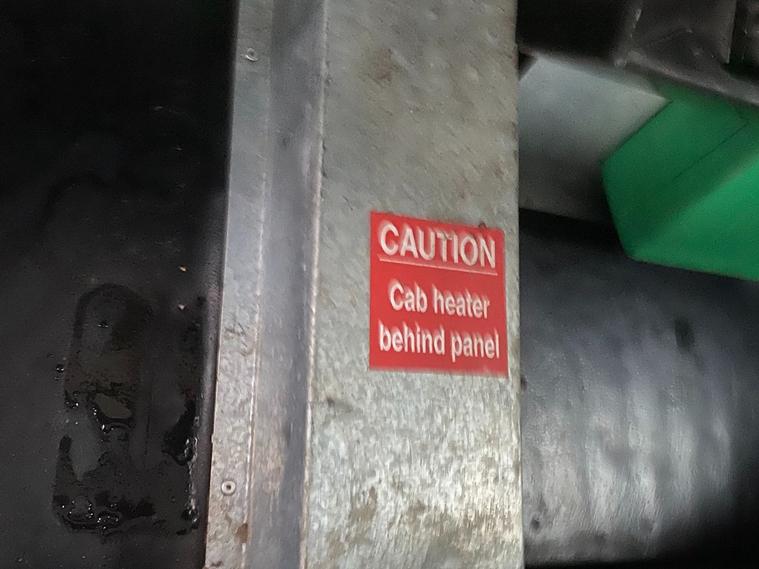 CAUTION
Cab heater
behind panel